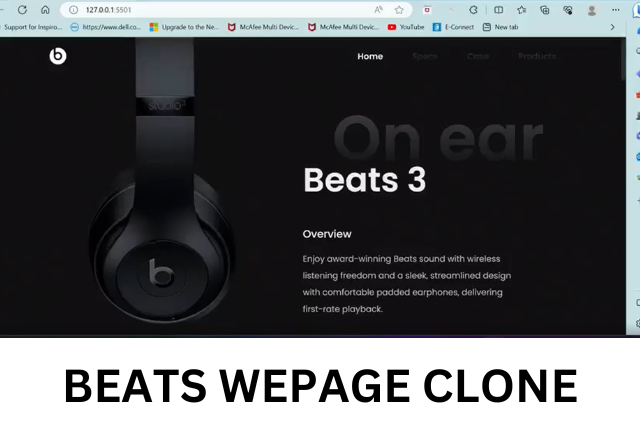 127.0.0.1:5501
Support for Inspiro... https://www.dell.co... Upgrade to the Ne... McAfee Multi Devic... McAfee Multi Devic... YouTube E-Connect New tab
b Home Specs Case Products
studio3
On ear
Beats 3
Overview
Enjoy award-winning Beats sound with wireless
listening freedom and a sleek, streamlined design
with comfortable padded earphones, delivering
first-rate playback.
b
BEATS WEPAGE CLONE